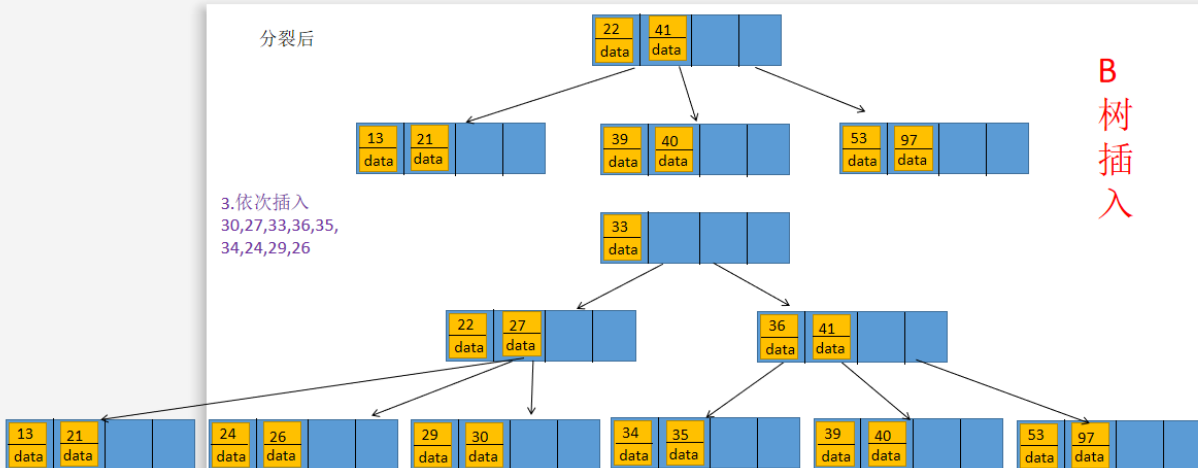 分裂后
22 41
data data
B
树
插
入
13 21
data data
39 40
data data
53 97
data data
3.依次插入
30,27,33,36,35,
34,24,29,26
33
data
22 27
data data
36 41
data data
13 21
data data
24 26
data data
29 30
data data
34 35
data data
39 40
data data
53 97
data data